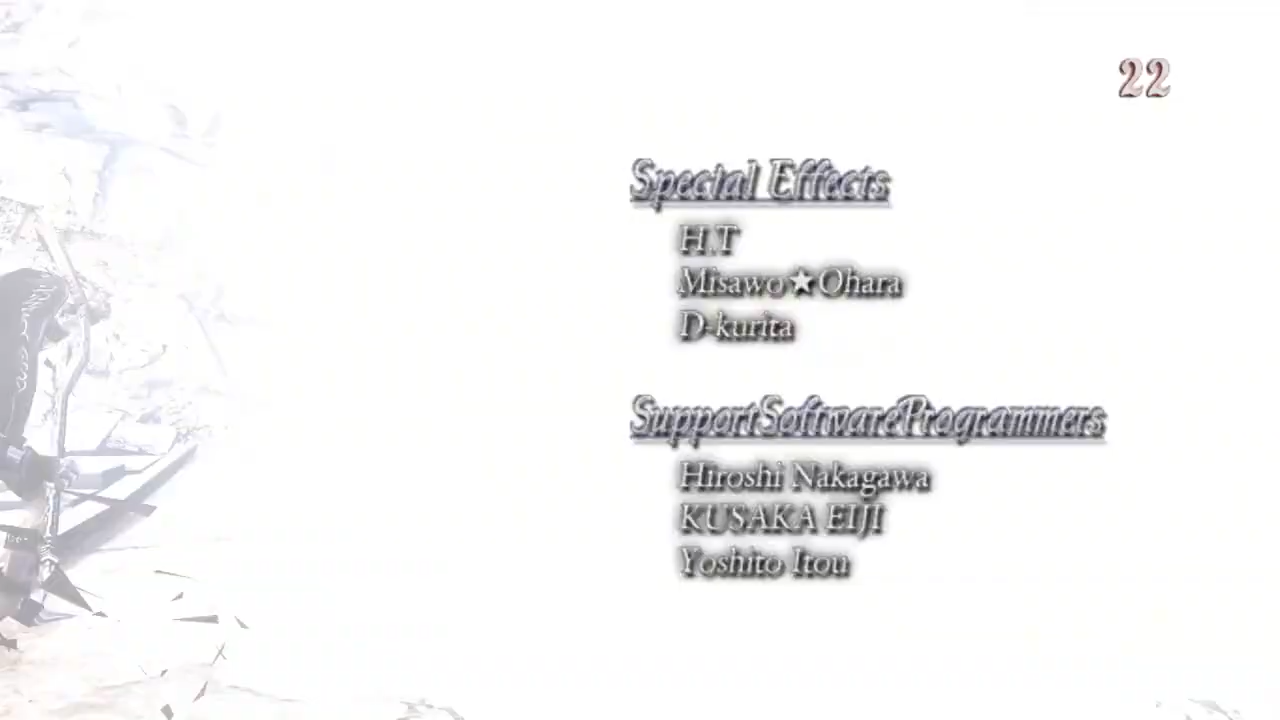 22
Special Effects
H.T
Misawo★Ohara
D-kurita
SupportSoftwareProgrammers
Hiroshi Nakagawa
KUSAKA EIJI
Yoshito Itou